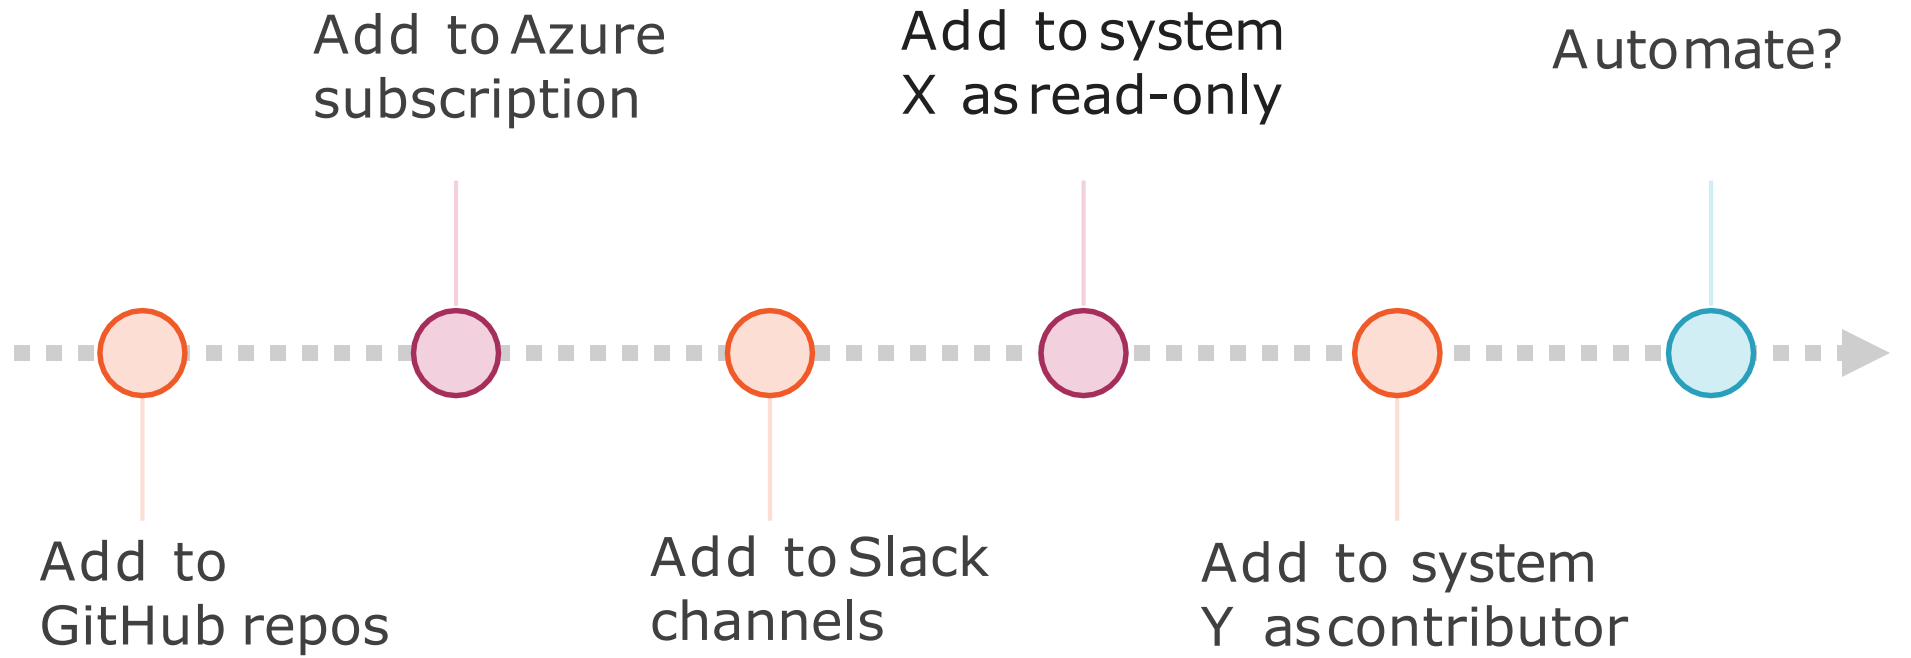 Add to Azure
subscription
Add to system
X as read-only
Automate?
Add to
GitHub repos
Add to Slack
channels
Add to system
Y as contributor